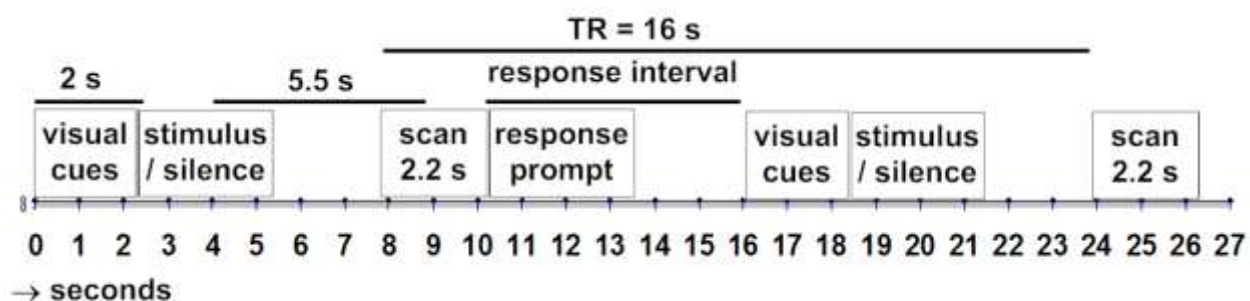 TR = 16 s
response interval
2 s
5.5 s
visual cues
stimulus / silence
scan 2.2 s
response prompt
visual cues
stimulus / silence
scan 2.2 s
0 1 2 3 4 5 6 7 8 9 10 11 12 13 14 15 16 17 18 19 20 21 22 23 24 25 26 27
→ seconds